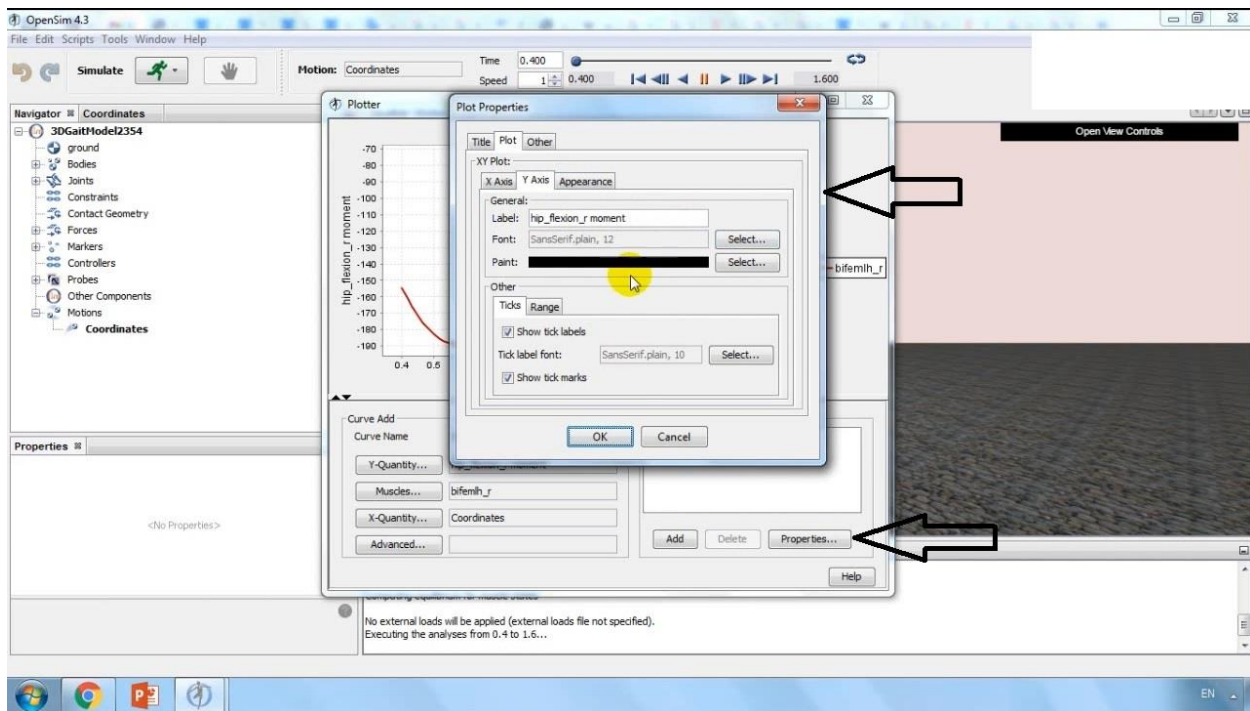 OpenSim 4.3
File Edit Scripts Tools Window Help
Simulate
Motion: Coordinates
Time 0.400
Speed 1 0.400 1.600
Navigator Coordinates
3DGaitModel2354
ground
Bodies
Joints
Constraints
Contact Geometry
Forces
Markers
Controllers
Probes
Other Components
Motions
Coordinates
Properties
<No Properties>
Plotter
hip_flexion_r moment
-70
-80
-90
-100
-110
-120
-130
-140
-150
-160
-170
-180
-190
0.4 0.5
bifemlh_r
Plot Properties
Title Plot Other
XY Plot:
X Axis Y Axis Appearance
General:
Label: hip_flexion_r moment
Font: SansSerif.plain, 12 Select...
Paint: Select...
Other
Ticks Range
Show tick labels
Tick label font: SansSerif.plain, 10 Select...
Show tick marks
OK Cancel
Curve Add
Curve Name
Y-Quantity...
Muscles... bifemlh_r
X-Quantity... Coordinates
Advanced...
Add Delete Properties...
Help
Open View Controls
No external loads will be applied (external loads file not specified).
Executing the analyses from 0.4 to 1.6...
EN